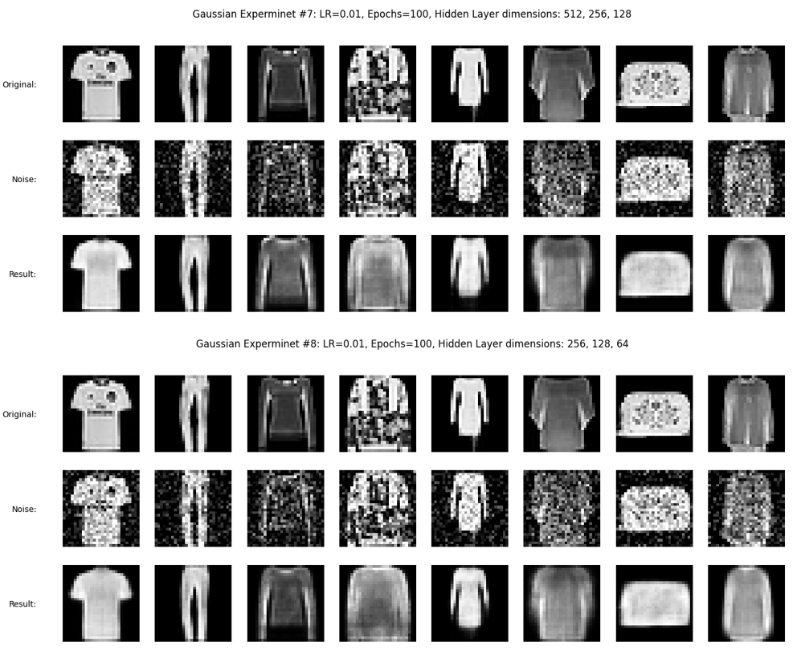 Gaussian Experminet #7: LR=0.01, Epochs=100, Hidden Layer dimensions: 512, 256, 128
Original:
Noise:
Result:
Gaussian Experminet #8: LR=0.01, Epochs=100, Hidden Layer dimensions: 256, 128, 64
Original:
Noise:
Result: